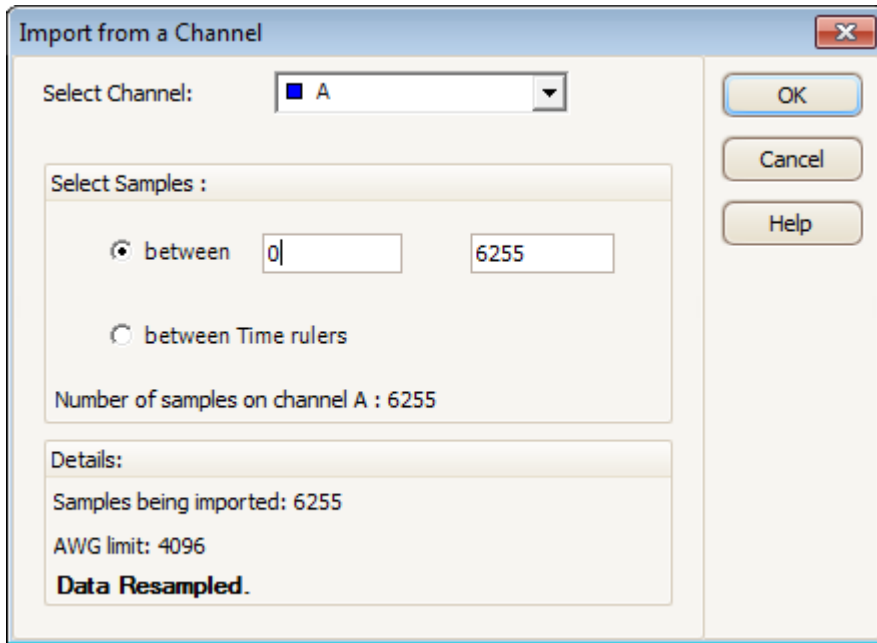 Import from a Channel
Select Channel: A
OK
Cancel
Help
Select Samples :
between 0 6255
between Time rulers
Number of samples on channel A : 6255
Details:
Samples being imported: 6255
AWG limit: 4096
Data Resampled.